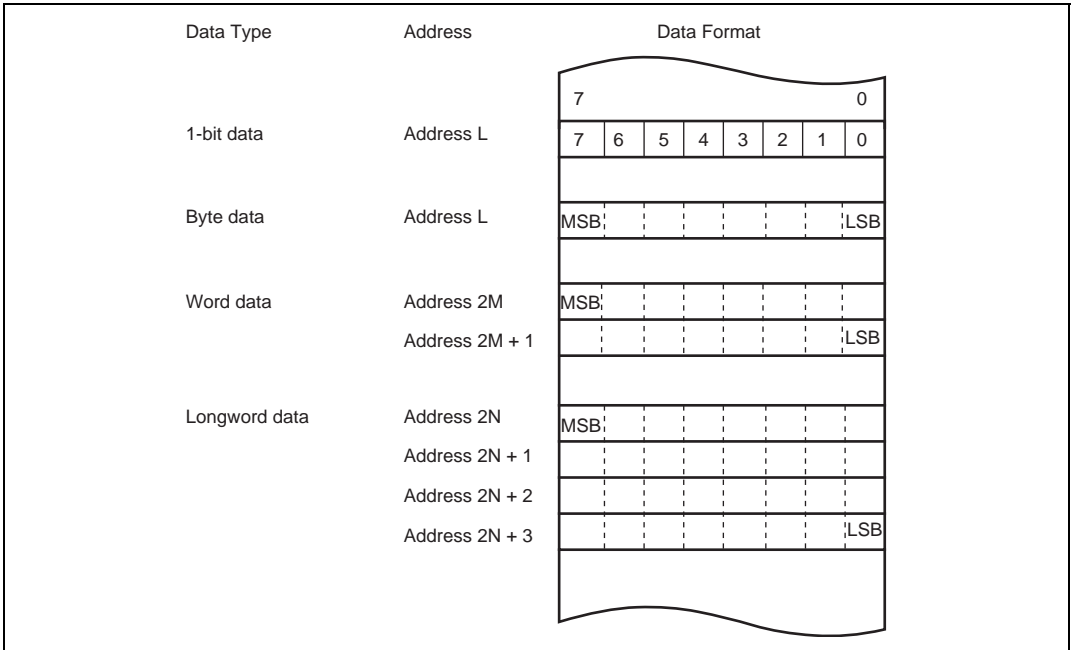 Data Type Address Data Format
7 0
1-bit data Address L 7 6 5 4 3 2 1 0
Byte data Address L MSB LSB
Word data Address 2M MSB
Address 2M + 1 LSB
Longword data Address 2N MSB
Address 2N + 1
Address 2N + 2
Address 2N + 3 LSB